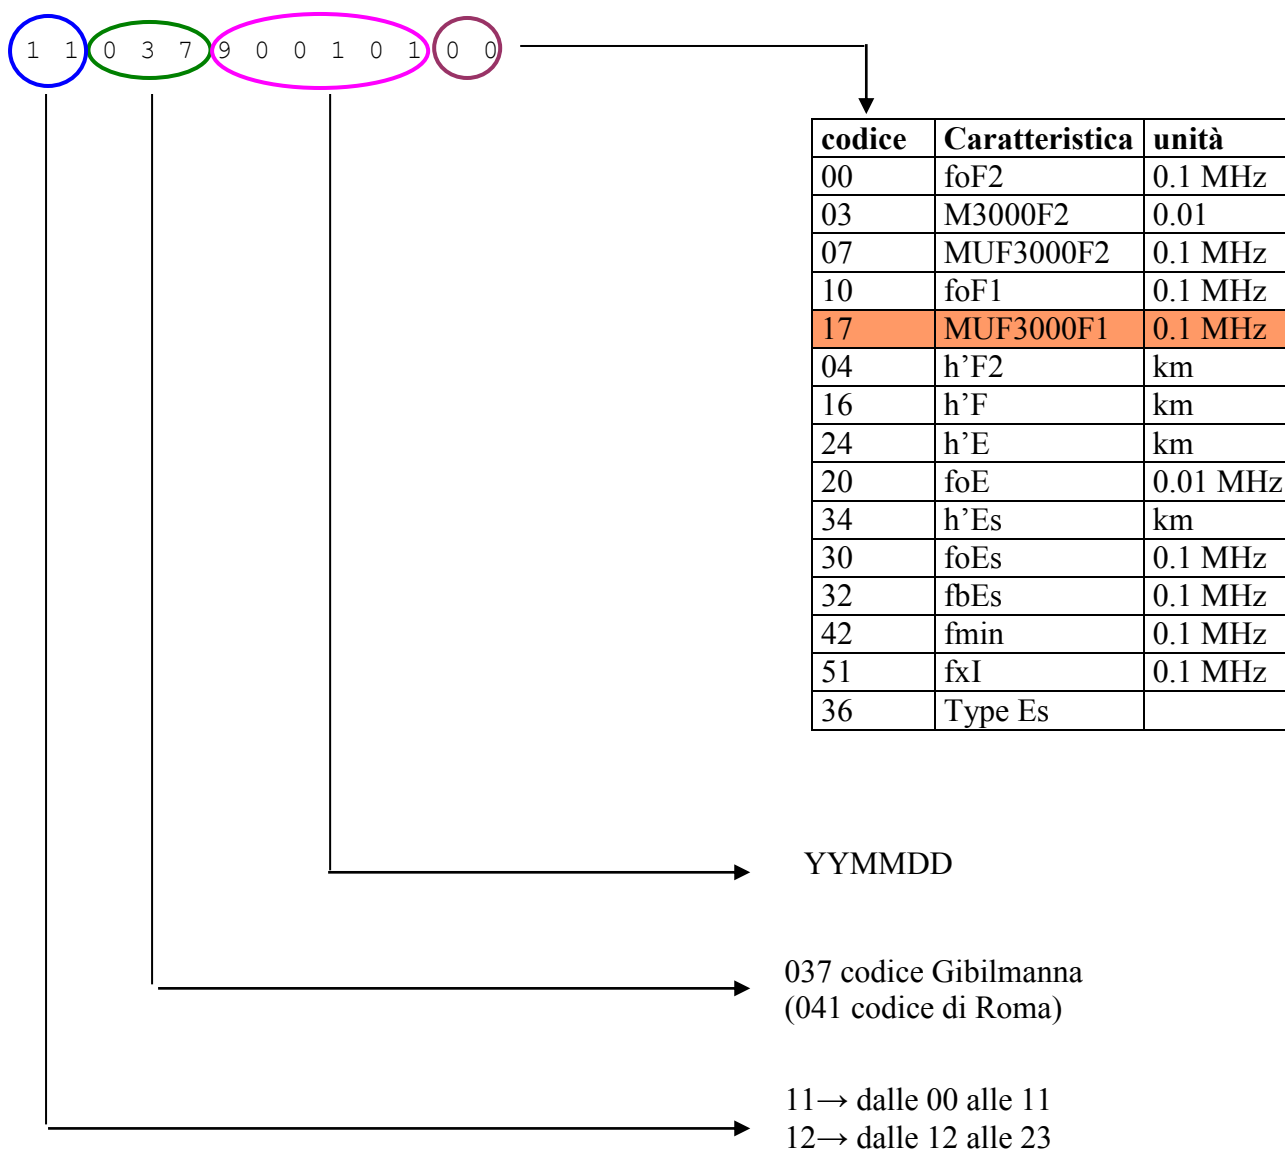 1 1 0 3 7 9 0 0 1 0 1 0 0
codice Caratteristica unità
00 foF2 0.1 MHz
03 M3000F2 0.01
07 MUF3000F2 0.1 MHz
10 foF1 0.1 MHz
17 MUF3000F1 0.1 MHz
04 h’F2 km
16 h’F km
24 h’E km
20 foE 0.01 MHz
34 h’Es km
30 foEs 0.1 MHz
32 fbEs 0.1 MHz
42 fmin 0.1 MHz
51 fxI 0.1 MHz
36 Type Es
YYMMDD
037 codice Gibilmanna
(041 codice di Roma)
11→ dalle 00 alle 11
12→ dalle 12 alle 23